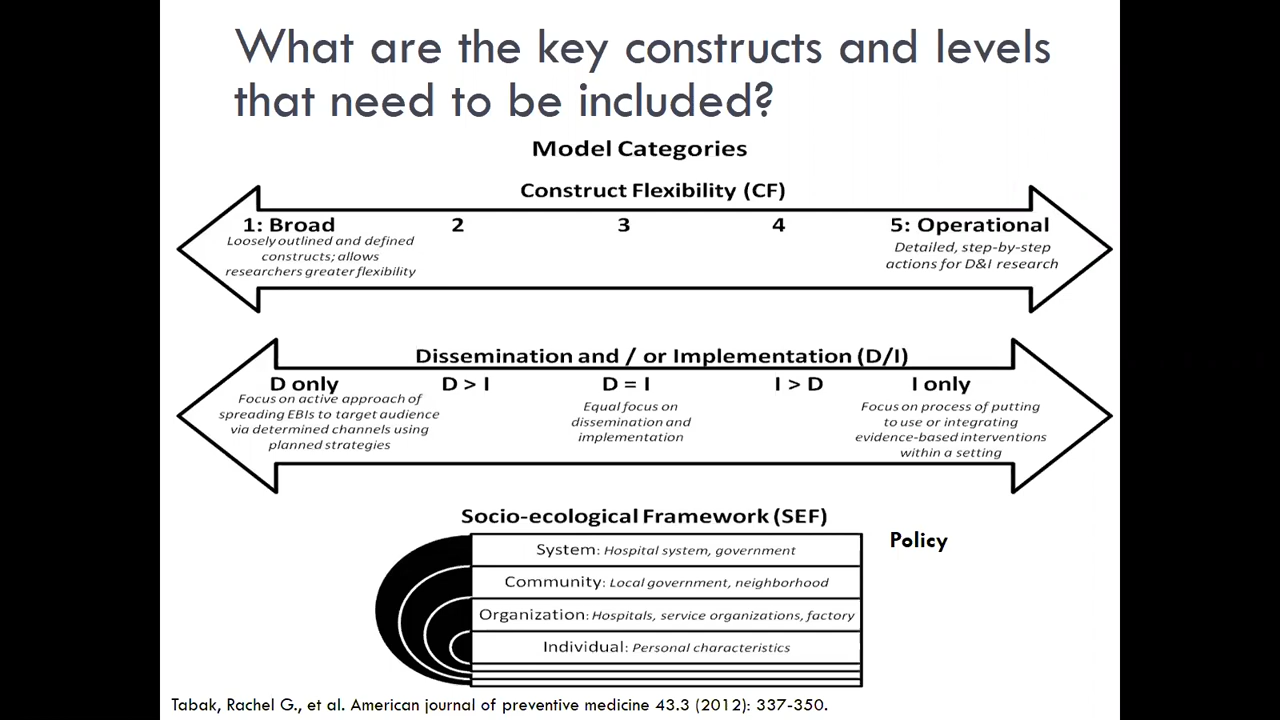 What are the key constructs and levels
that need to be included?
Model Categories
Construct Flexibility (CF)
1: Broad 2 3 4 5: Operational
Loosely outlined and defined
constructs; allows
researchers greater flexibility
Detailed, step-by-step
actions for D&I research
Dissemination and / or Implementation (D/I)
D only D > I D = I I > D I only
Focus on active approach of
spreading EBIs to target audience
via determined channels using
planned strategies
Equal focus on
dissemination and
implementation
Focus on process of putting
to use or integrating
evidence-based interventions
within a setting
Socio-ecological Framework (SEF)
System: Hospital system, government
Policy
Community: Local government, neighborhood
Organization: Hospitals, service organizations, factory
Individual: Personal characteristics
Tabak, Rachel G., et al. American journal of preventive medicine 43.3 (2012): 337-350.